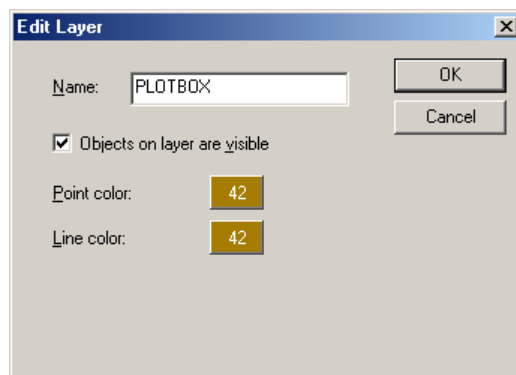 Edit Layer
Name: PLOTBOX
OK
Cancel
Objects on layer are visible
Point color: 42
Line color: 42